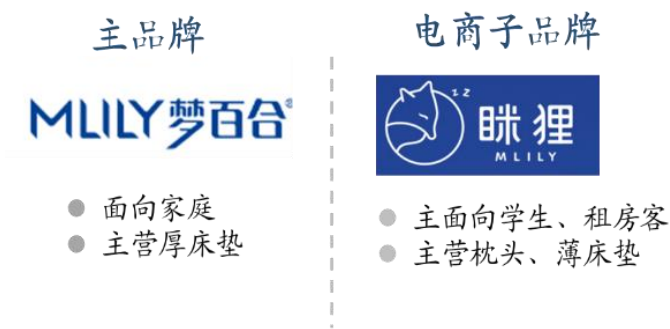 主品牌
MLILY梦百合®
面向家庭
主营厚床垫
电商子品牌
zz
眯狸
MLILY
主面向学生、租房客
主营枕头、薄床垫